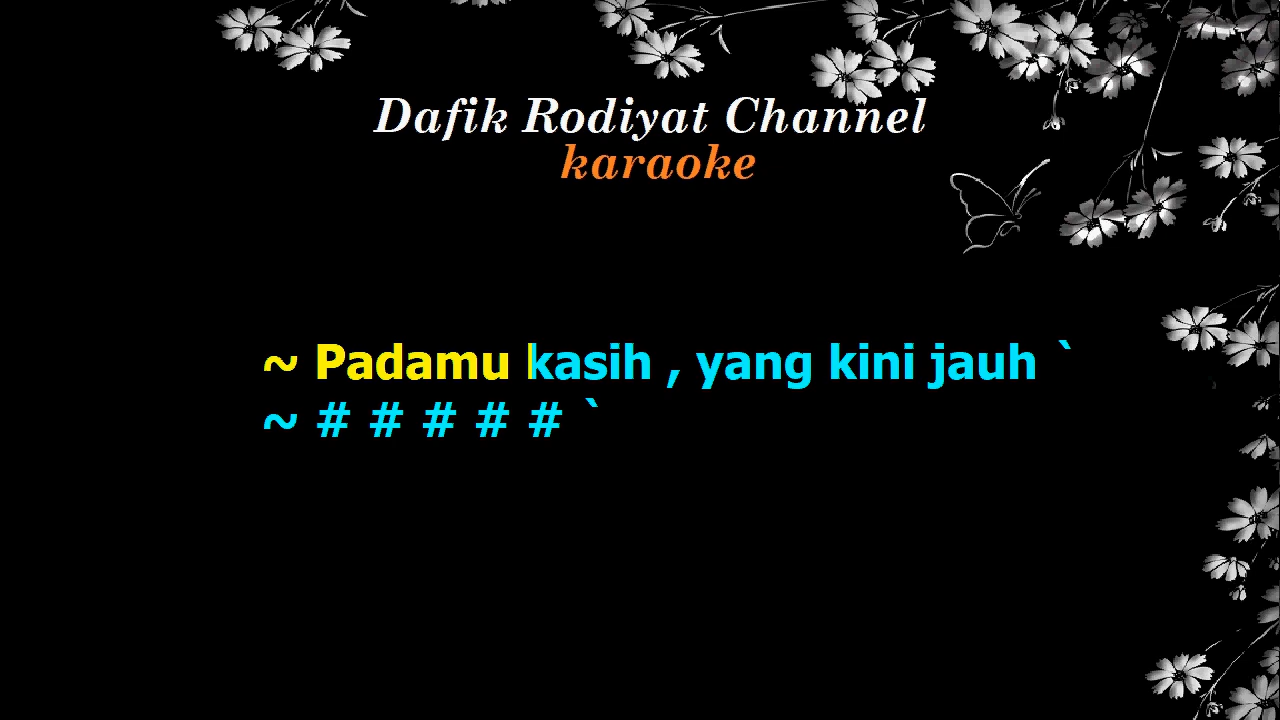 Dafik Rodiyat Channel
karaoke
~ Padamu kasih , yang kini jauh `
~ # # # # # `